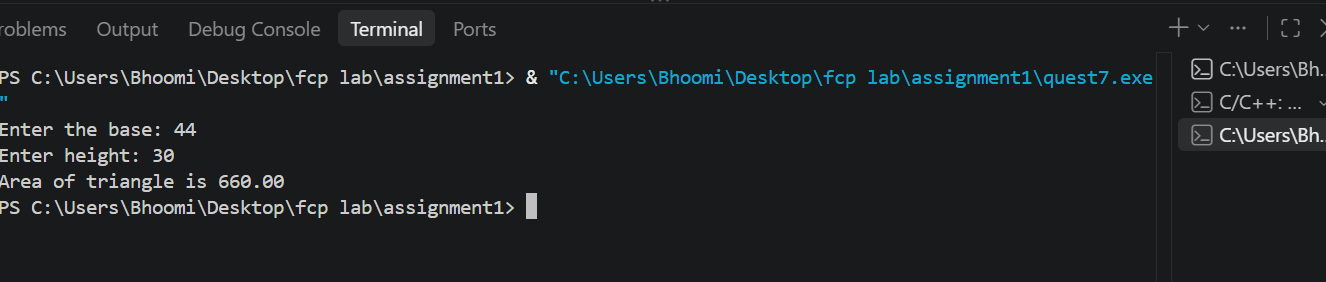 roblems Output Debug Console Terminal Ports
PS C:\Users\Bhoomi\Desktop\fcp lab\assignment1> & "C:\Users\Bhoomi\Desktop\fcp lab\assignment1\quest7.exe
"
Enter the base: 44
Enter height: 30
Area of triangle is 660.00
PS C:\Users\Bhoomi\Desktop\fcp lab\assignment1>
C:\Users\Bh...
C/C++: ...
C:\Users\Bh...